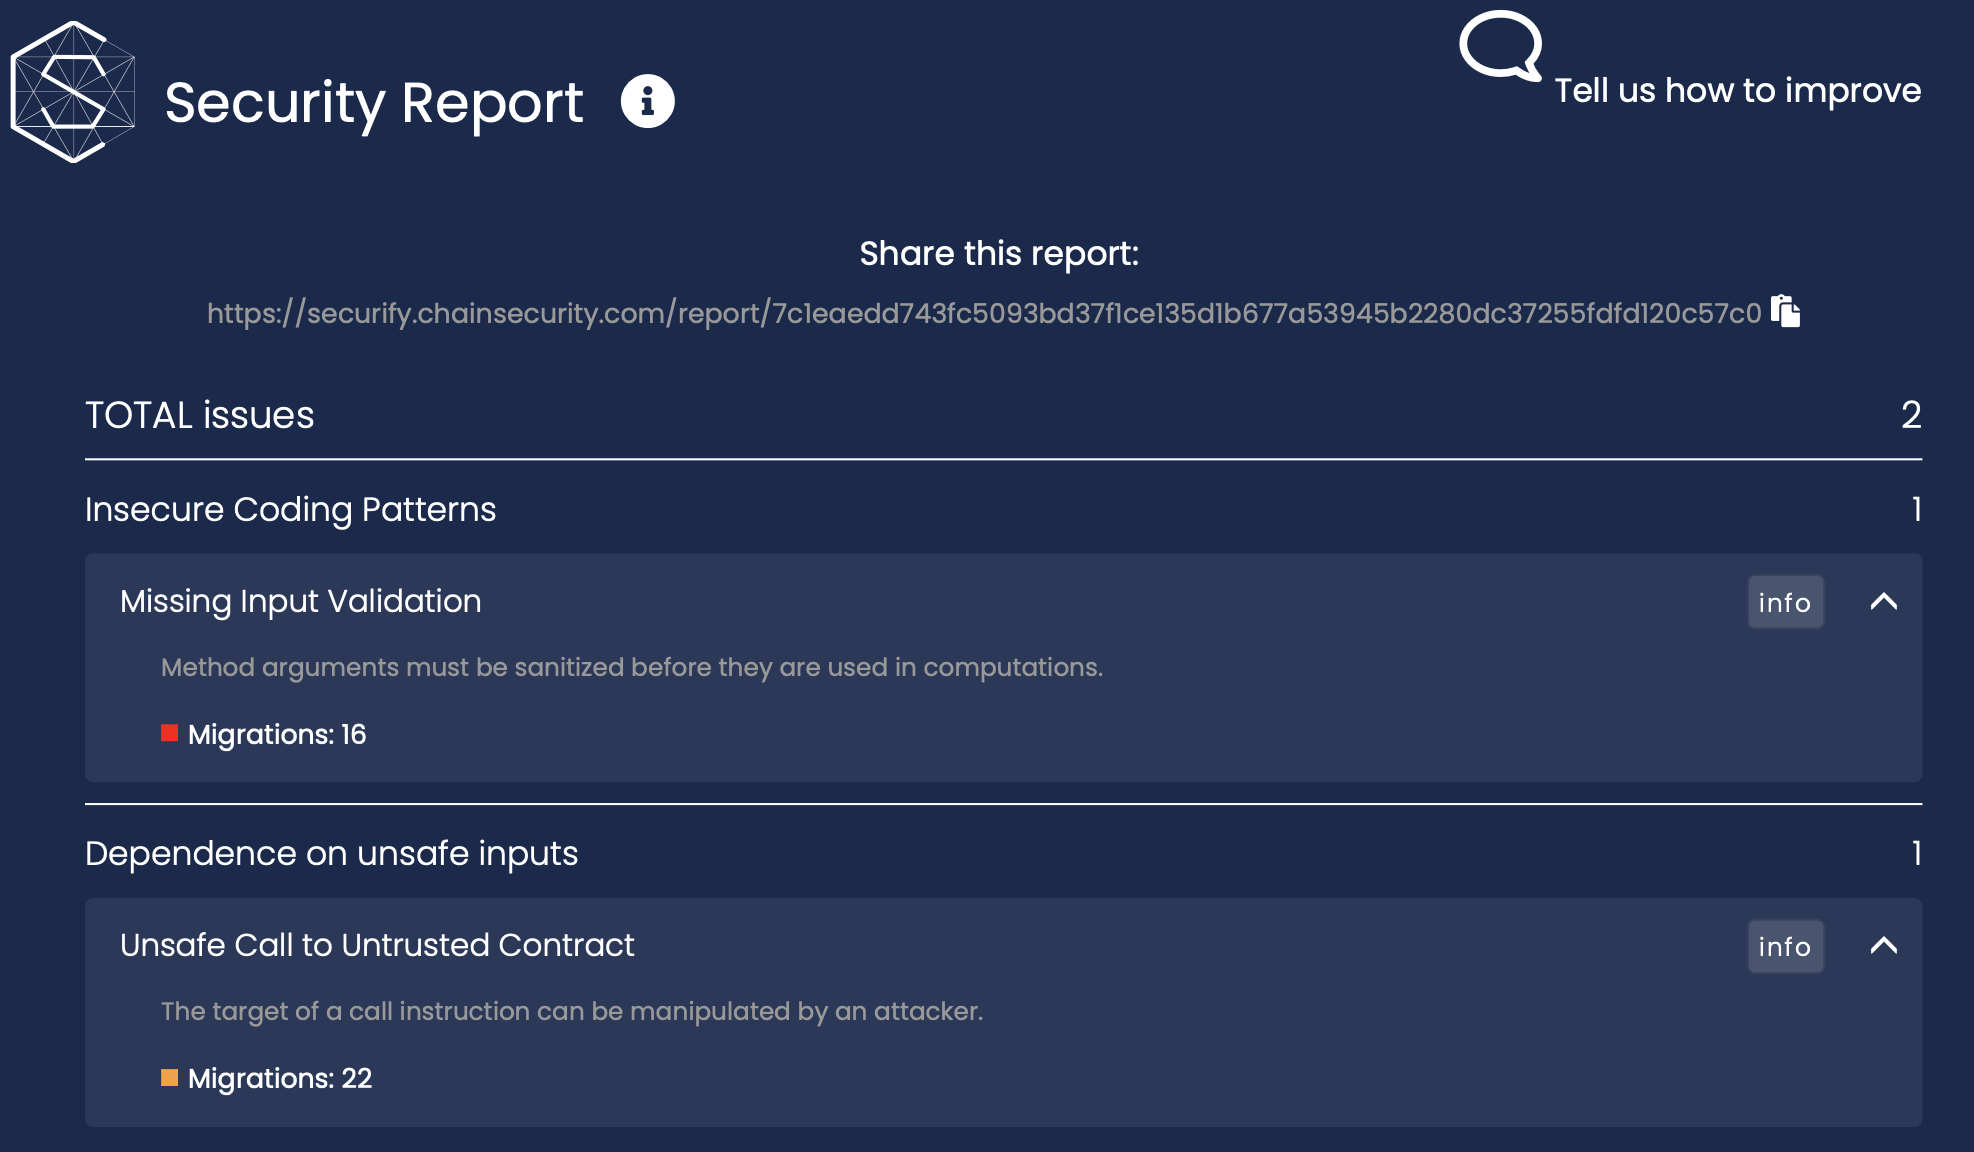 Security Report
Tell us how to improve
Share this report:
https://securify.chainsecurity.com/report/7c1eaedd743fc5093bd37f1ce135d1b677a53945b2280dc37255fdfd120c57c0
TOTAL issues 2
Insecure Coding Patterns 1
Missing Input Validation info
Method arguments must be sanitized before they are used in computations.
Migrations: 16
Dependence on unsafe inputs 1
Unsafe Call to Untrusted Contract info
The target of a call instruction can be manipulated by an attacker.
Migrations: 22